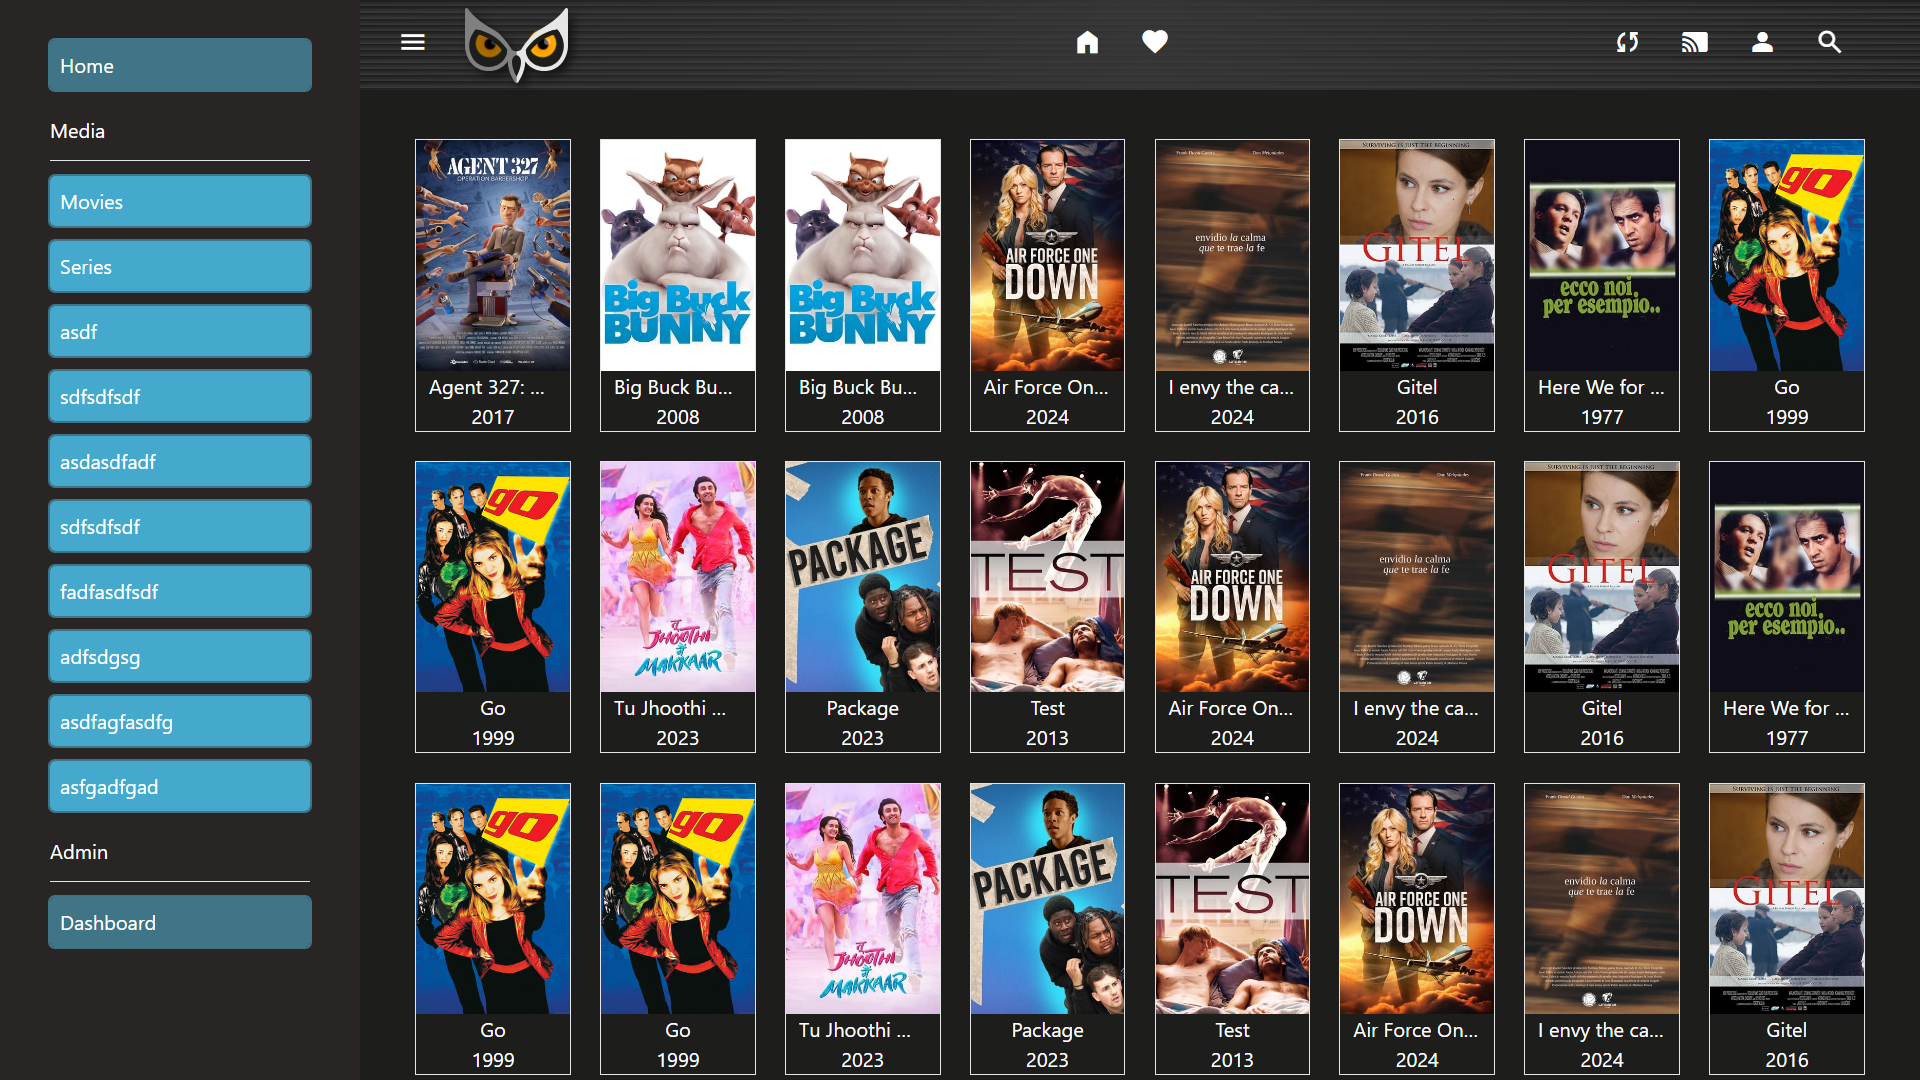 Home
Media
Movies
Series
asdf
sdfsdfsdf
asdasdfadf
sdfsdfsdf
fadfasdfsdf
adfsdgsg
asdfagfasdfg
asfgadfgad
Admin
Dashboard
AGENT 327
OPERATION BARBERSHOP
Agent 327: ...
2017
Big Buck
BUNNY
Big Buck Bu...
2008
Big Buck
BUNNY
Big Buck Bu...
2008
AIR FORCE ONE
DOWN
Air Force On...
2024
envidio la calma
que te trae la fe
I envy the ca...
2024
SURVIVING IS JUST THE BEGINNING
GITEL
Gitel
2016
ecco noi,
per esempio..
Here We for ...
1977
go
Go
1999
go
Go
1999
तू
JHOOTHI
मैं
MAKKAAR
Tu Jhoothi ...
2023
PACKAGE
Package
2023
TEST
Test
2013
AIR FORCE ONE
DOWN
Air Force On...
2024
envidio la calma
que te trae la fe
I envy the ca...
2024
SURVIVING IS JUST THE BEGINNING
GITEL
Gitel
2016
ecco noi,
per esempio..
Here We for ...
1977
go
Go
1999
go
Go
1999
तू
JHOOTHI
मैं
MAKKAAR
Tu Jhoothi ...
2023
PACKAGE
Package
2023
TEST
Test
2013
AIR FORCE ONE
DOWN
Air Force On...
2024
envidio la calma
que te trae la fe
I envy the ca...
2024
SURVIVING IS JUST THE BEGINNING
GITEL
Gitel
2016